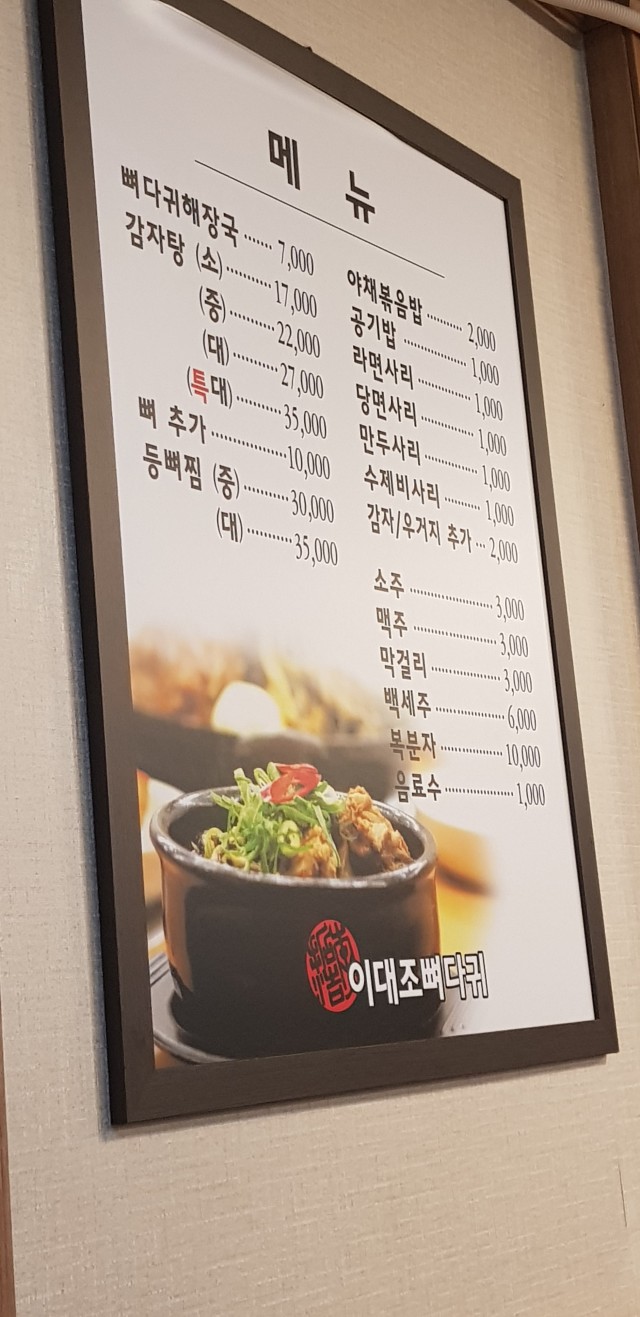 메 뉴
뼈다귀해장국 ······· 7,000
감자탕 (소) ·········· 17,000
(중) ·········· 22,000
(대) ·········· 27,000
(특대) ·········· 35,000
뼈 추가 ················ 10,000
등뼈찜 (중) ·········· 30,000
(대) ·········· 35,000
야채볶음밥 ·········· 2,000
공기밥 ·················· 1,000
라면사리 ··············· 1,000
당면사리 ··············· 1,000
만두사리 ··············· 1,000
수제비사리 ·········· 1,000
감자/우거지 추가 ··· 2,000
소주 ······················ 3,000
맥주 ······················ 3,000
막걸리 ·················· 3,000
백세주 ·················· 6,000
복분자 ················ 10,000
음료수 ·················· 1,000
이대조뼈다귀